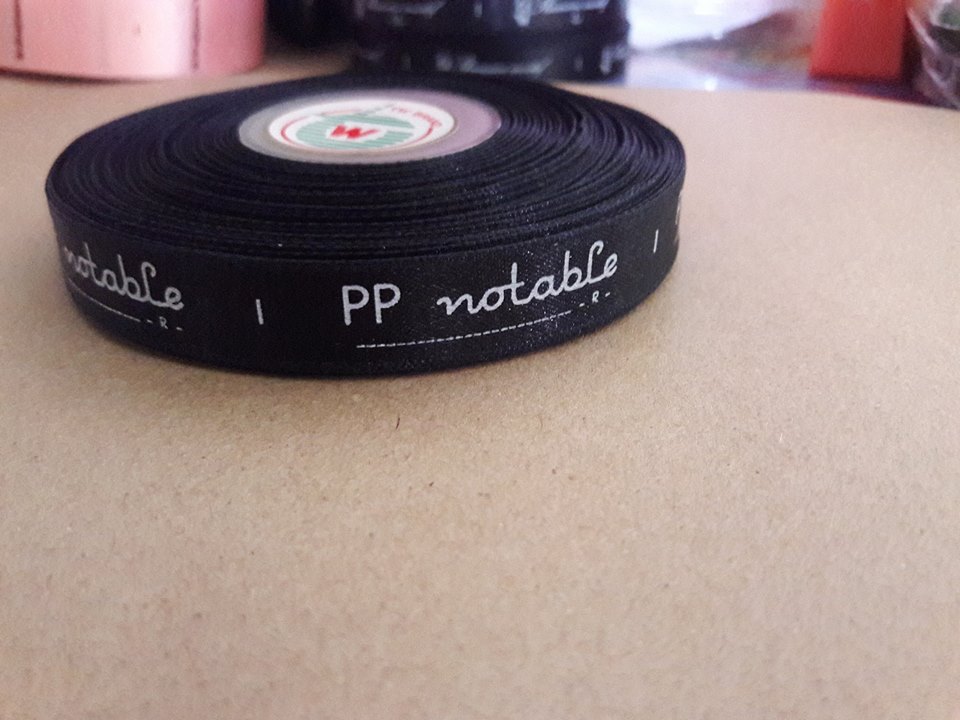 notable | PP notable |
-R- -R-
W